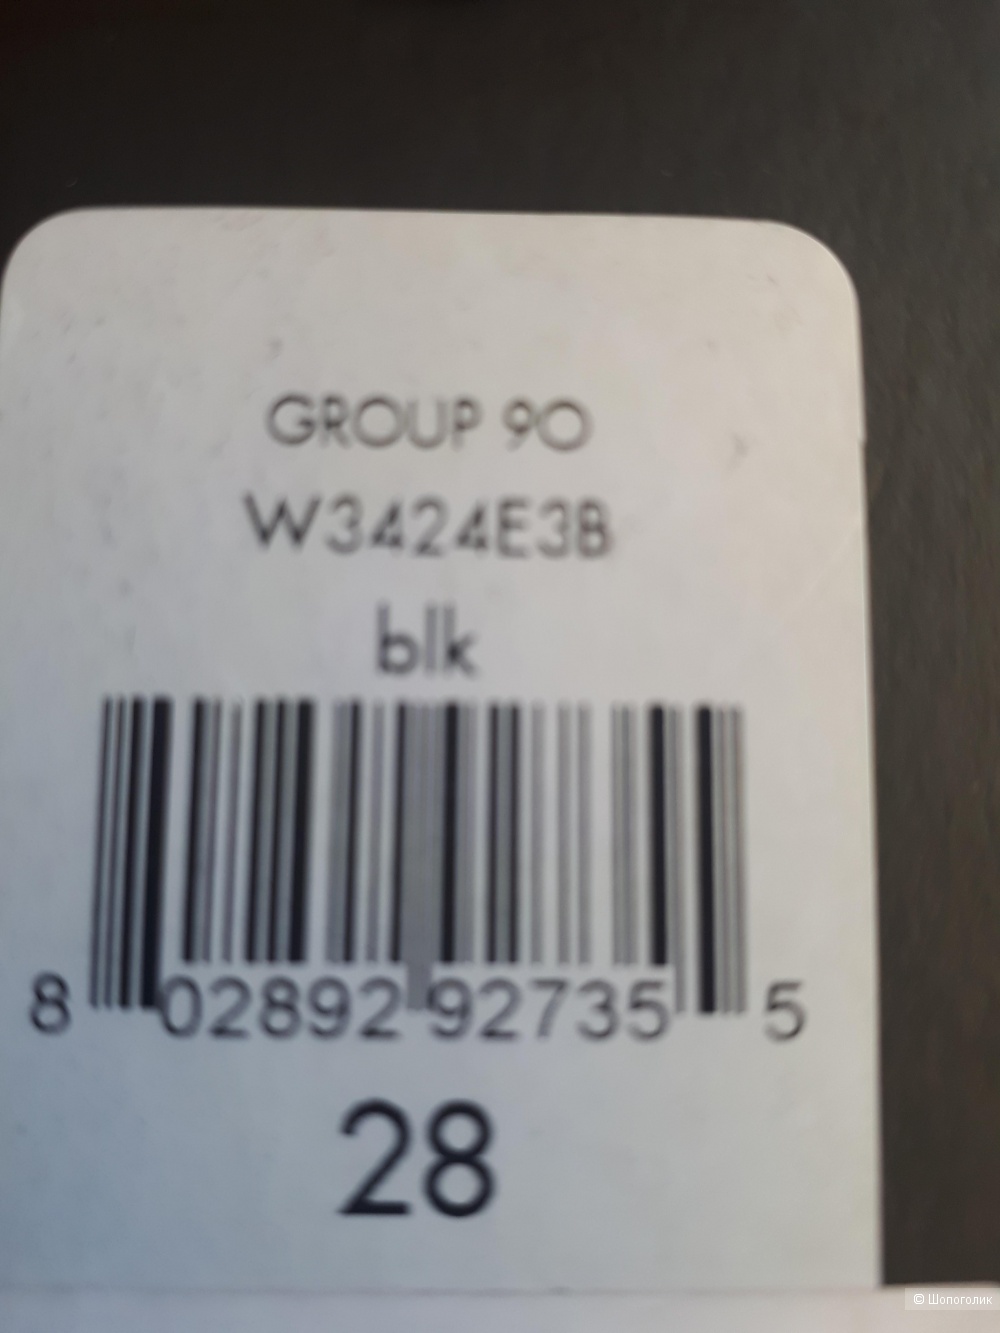 GROUP 90
W3424E3B
blk
8 02892 92735 5
28
© Шопоголик